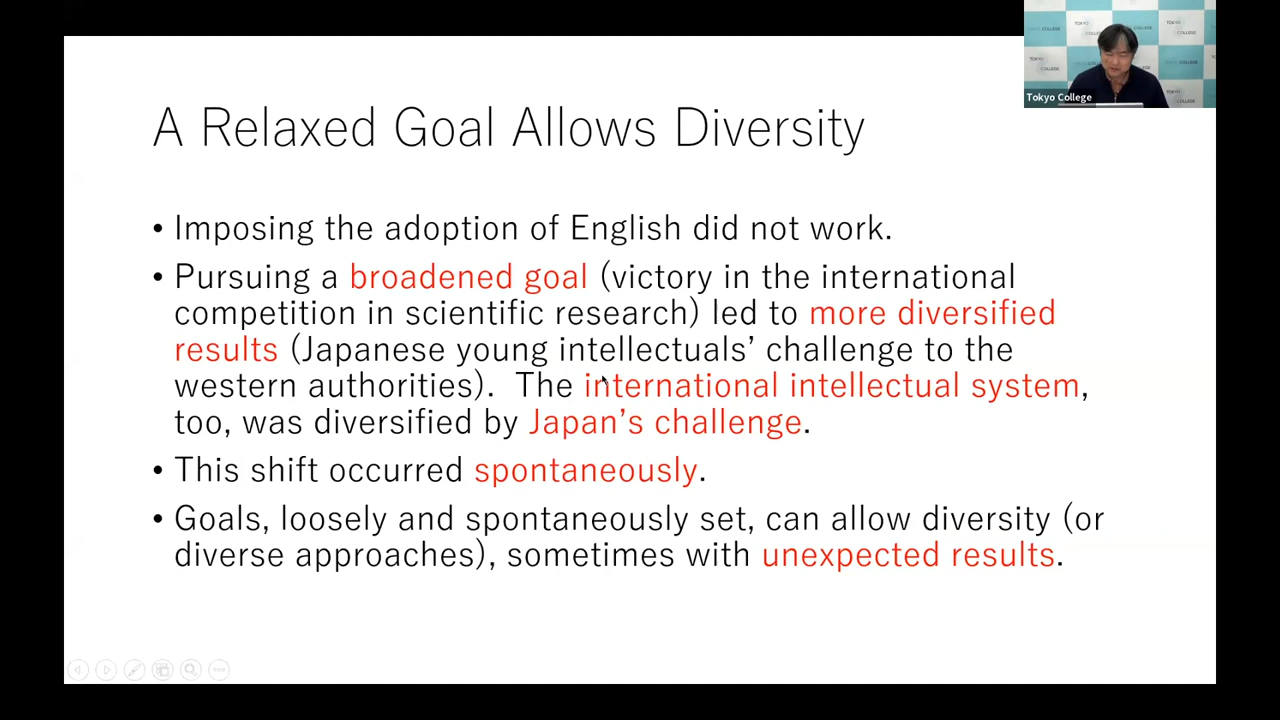 Tokyo College
A Relaxed Goal Allows Diversity
• Imposing the adoption of English did not work.
• Pursuing a broadened goal (victory in the international
competition in scientific research) led to more diversified
results (Japanese young intellectuals’ challenge to the
western authorities).  The international intellectual system,
too, was diversified by Japan’s challenge.
• This shift occurred spontaneously.
• Goals, loosely and spontaneously set, can allow diversity (or
diverse approaches), sometimes with unexpected results.